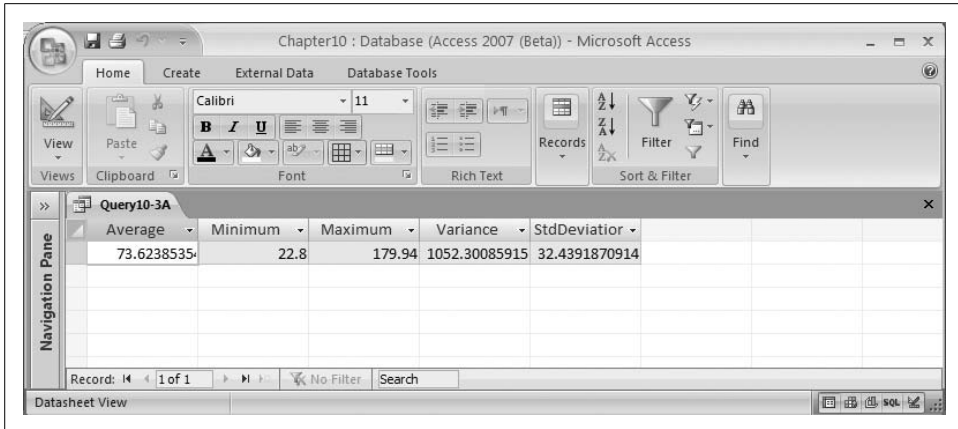 Chapter10 : Database (Access 2007 (Beta)) - Microsoft Access
Home Create External Data Database Tools
View
Paste
Calibri 11
B I U
A ab
Records
A Z
Z A
Filter
Find
Views Clipboard Font Rich Text Sort & Filter
Query10-3A
Average Minimum Maximum Variance StdDeviatior
73.62385354 22.8 179.94 1052.30085915 32.4391870914
Navigation Pane
Record: 1 of 1 No Filter Search
Datasheet View SQL